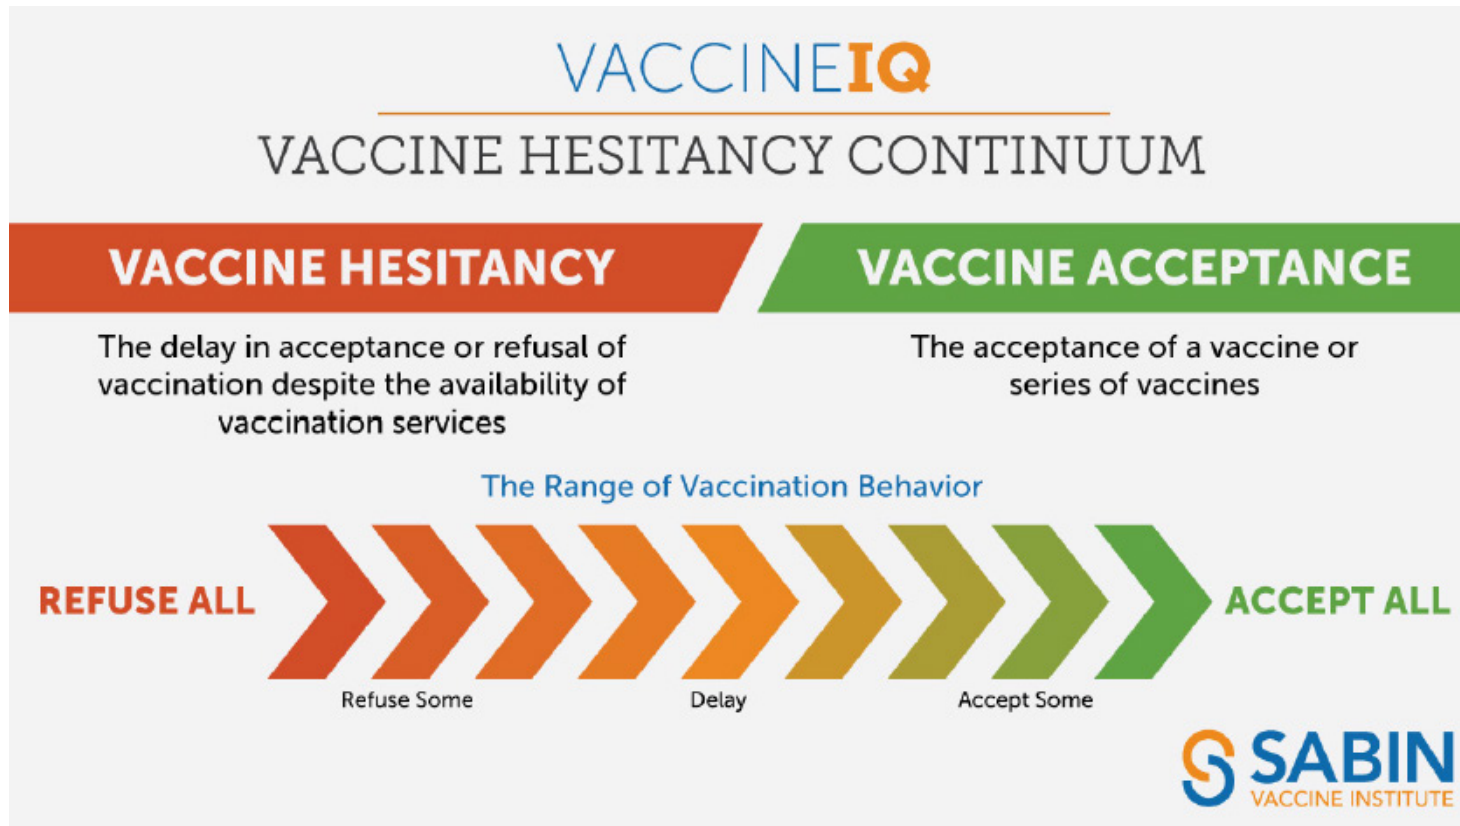 VACCINEIQ
VACCINE HESITANCY CONTINUUM
VACCINE HESITANCY
The delay in acceptance or refusal of
vaccination despite the availability of
vaccination services
VACCINE ACCEPTANCE
The acceptance of a vaccine or
series of vaccines
The Range of Vaccination Behavior
REFUSE ALL
ACCEPT ALL
Refuse Some
Delay
Accept Some
SABIN
VACCINE INSTITUTE